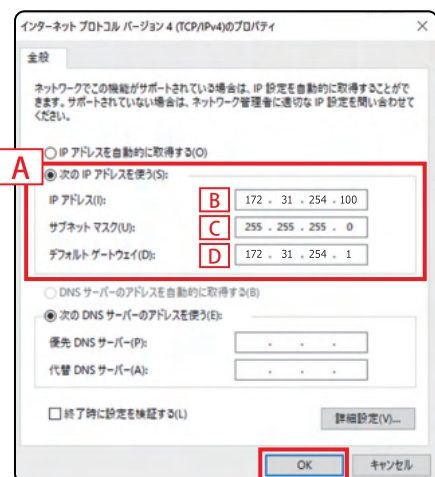 インターネット プロトコル バージョン 4 (TCP/IPv4)のプロパティ
全般
ネットワークでこの機能がサポートされている場合は、IP 設定を自動的に取得することがで
きます。サポートされていない場合は、ネットワーク管理者に適切な IP 設定を問い合わせて
ください。
IP アドレスを自動的に取得する(O)
A
次の IP アドレスを使う(S):
IP アドレス(I): B 172 . 31 . 254 . 100
サブネット マスク(U): C 255 . 255 . 255 . 0
デフォルト ゲートウェイ(D): D 172 . 31 . 254 . 1
DNS サーバーのアドレスを自動的に取得する(B)
次の DNS サーバーのアドレスを使う(E):
優先 DNS サーバー(P): . . .
代替 DNS サーバー(A): . . .
終了時に設定を検証する(L)
詳細設定(V)...
OK キャンセル